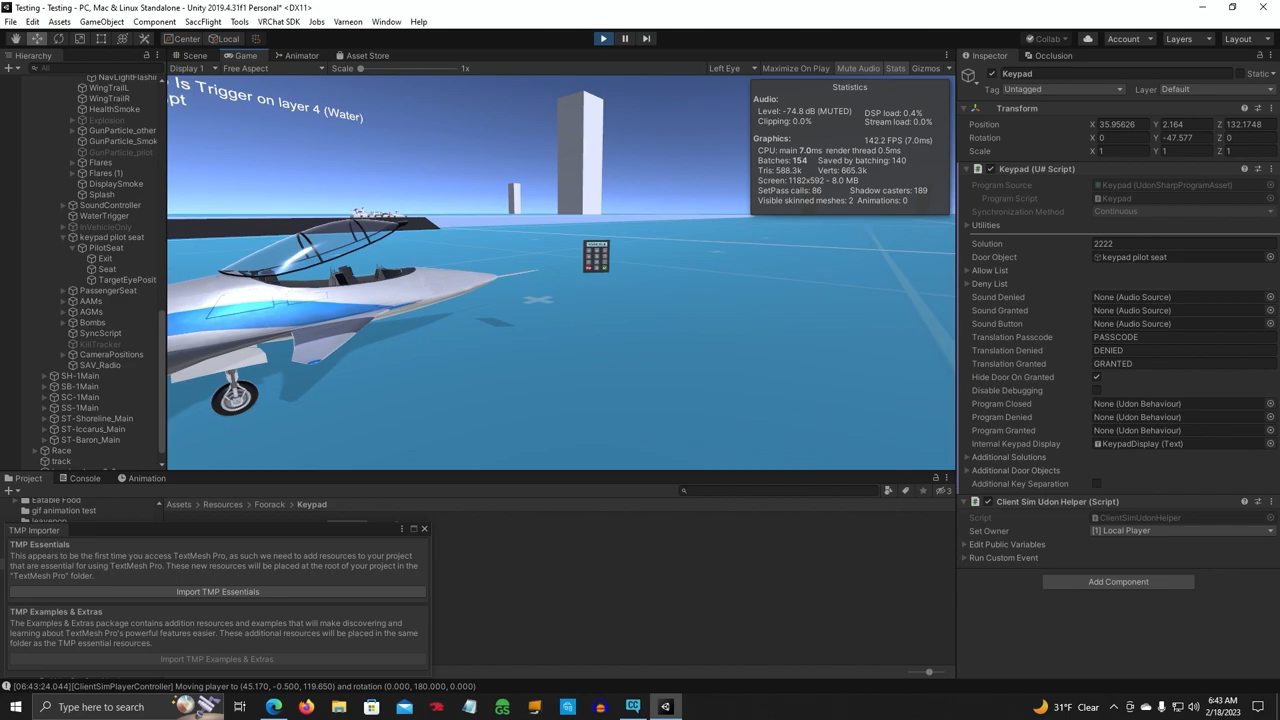 Testing - Testing - PC, Mac & Linux Standalone - Unity 2019.4.31f1 Personal* <DX11>
File Edit Assets GameObject Component SaccFlight Tools VRChat SDK Jobs Varneon Window Help
Center Local Collab Account Layers Layout
Hierarchy Scene Game Animator Asset Store Inspector Occlusion
All Display 1 Free Aspect Scale 1x Left Eye Maximize On Play Mute Audio Stats Gizmos
NavLightFlashin
WingTrailL
WingTrailR
HealthSmoke
Explosion
GunParticle_other
GunParticle_Smok
GunParticle_pilot
Flares
Flares (1)
DisplaySmoke
Splash
SoundController
WaterTrigger
InVehicleOnly
keypad pilot seat
PilotSeat
Exit
Seat
TargetEyePositi
PassengerSeat
AAMs
AGMs
Bombs
SyncScript
KillTracker
CameraPositions
SAV_Radio
SH-1Main
SB-1Main
SC-1Main
SS-1Main
ST-Shoreline_Main
ST-Iccarus_Main
ST-Baron_Main
Race
track
Is Trigger on layer 4 (Water)
pt
Statistics
Audio:
Level: -74.8 dB (MUTED) DSP load: 0.4%
Clipping: 0.0% Stream load: 0.0%
Graphics: 142.2 FPS (7.0ms)
CPU: main 7.0ms render thread 0.5ms
Batches: 154 Saved by batching: 140
Tris: 588.3k Verts: 665.3k
Screen: 1182x592 - 8.0 MB
SetPass calls: 86 Shadow casters: 189
Visible skinned meshes: 2 Animations: 0
Keypad Static
Tag Untagged Layer Default
Transform
Position X 35.95626 Y 2.164 Z 132.1748
Rotation X 0 Y -47.577 Z 0
Scale X 1 Y 1 Z 1
Keypad (U# Script)
Program Source Keypad (UdonSharpProgramAsset)
Program Script Keypad
Synchronization Method Continuous
Utilities
Solution 2222
Door Object keypad pilot seat
Allow List
Deny List
Sound Denied None (Audio Source)
Sound Granted None (Audio Source)
Sound Button None (Audio Source)
Translation Passcode PASSCODE
Translation Denied DENIED
Translation Granted GRANTED
Hide Door On Granted
Disable Debugging
Program Closed None (Udon Behaviour)
Program Denied None (Udon Behaviour)
Program Granted None (Udon Behaviour)
Internal Keypad Display KeypadDisplay (Text)
Additional Solutions
Additional Door Objects
Additional Key Separation
Client Sim Udon Helper (Script)
Script ClientSimUdonHelper
Set Owner [1] Local Player
Edit Public Variables
Run Custom Event
Add Component
Project Console Animation
3
Eatable Food
gif animation test
Assets Resources Foorack Keypad
TMP Importer
TMP Essentials
This appears to be the first time you access TextMesh Pro, as such we need to add resources to your project
that are essential for using TextMesh Pro. These new resources will be placed at the root of your project in the
"TextMesh Pro" folder.
Import TMP Essentials
TMP Examples & Extras
The Examples & Extras package contains addition resources and examples that will make discovering and
learning about TextMesh Pro's powerful features easier. These additional resources will be placed in the same
folder as the TMP essential resources.
Import TMP Examples & Extras
[06:43:24.044] [ClientSimPlayerController] Moving player to (45.170, -0.500, 119.650) and rotation (0.000, 180.000, 0.000)
Type here to search
31°F Clear
6:43 AM
2/18/2023